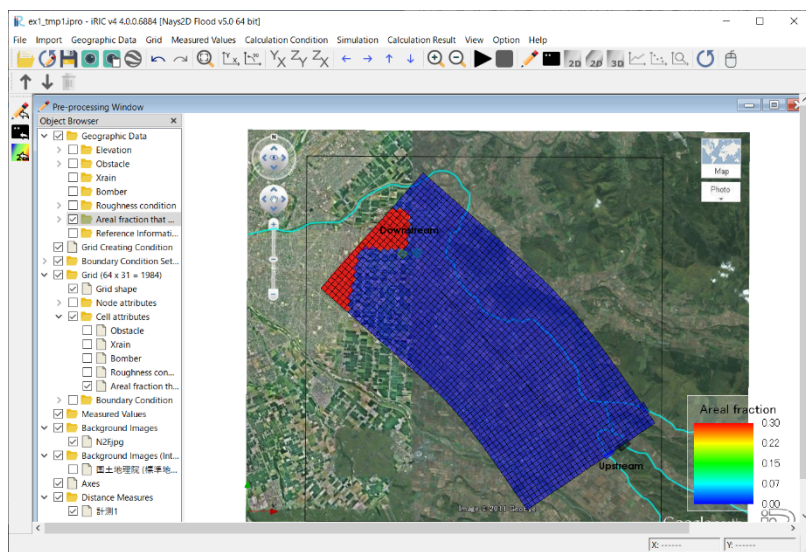 ex1_tmp1.ipro - iRIC v4 4.0.0.6884 [Nays2D Flood v5.0 64 bit]
File Import Geographic Data Grid Measured Values Calculation Condition Simulation Calculation Result View Option Help
Pre-processing Window
Object Browser
Geographic Data
Elevation
Obstacle
Xrain
Bomber
Roughness condition
Areal fraction that ...
Reference Informati...
Grid Creating Condition
Boundary Condition Set...
Grid (64 x 31 = 1984)
Grid shape
Node attributes
Cell attributes
Obstacle
Xrain
Bomber
Roughness con...
Areal fraction th...
Boundary Condition
Measured Values
Background Images
Background Images (Int...
国土地理院 (標準地...
Axes
Distance Measures
計測1
N
Map
Photo
Downstream
Upstream
Areal fraction
0.30
0.22
0.15
0.07
0.00
X: ------
Y: ------